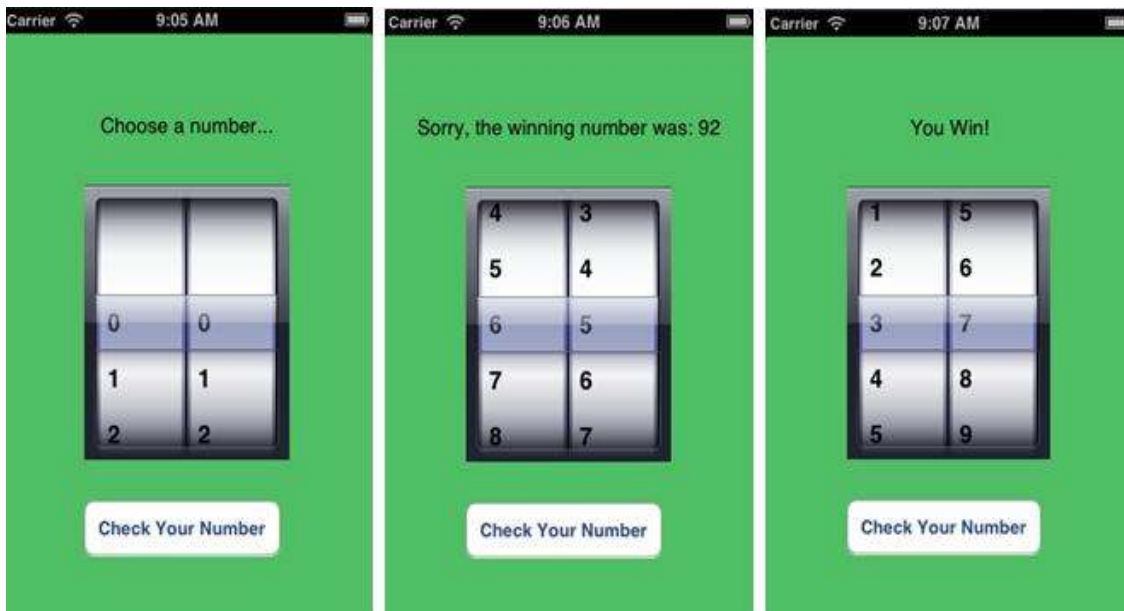 Carrier 9:05 AM
Choose a number...
0 0
1 1
2 2
Check Your Number
Carrier 9:06 AM
Sorry, the winning number was: 92
4 3
5 4
6 5
7 6
8 7
Check Your Number
Carrier 9:07 AM
You Win!
1 5
2 6
3 7
4 8
5 9
Check Your Number